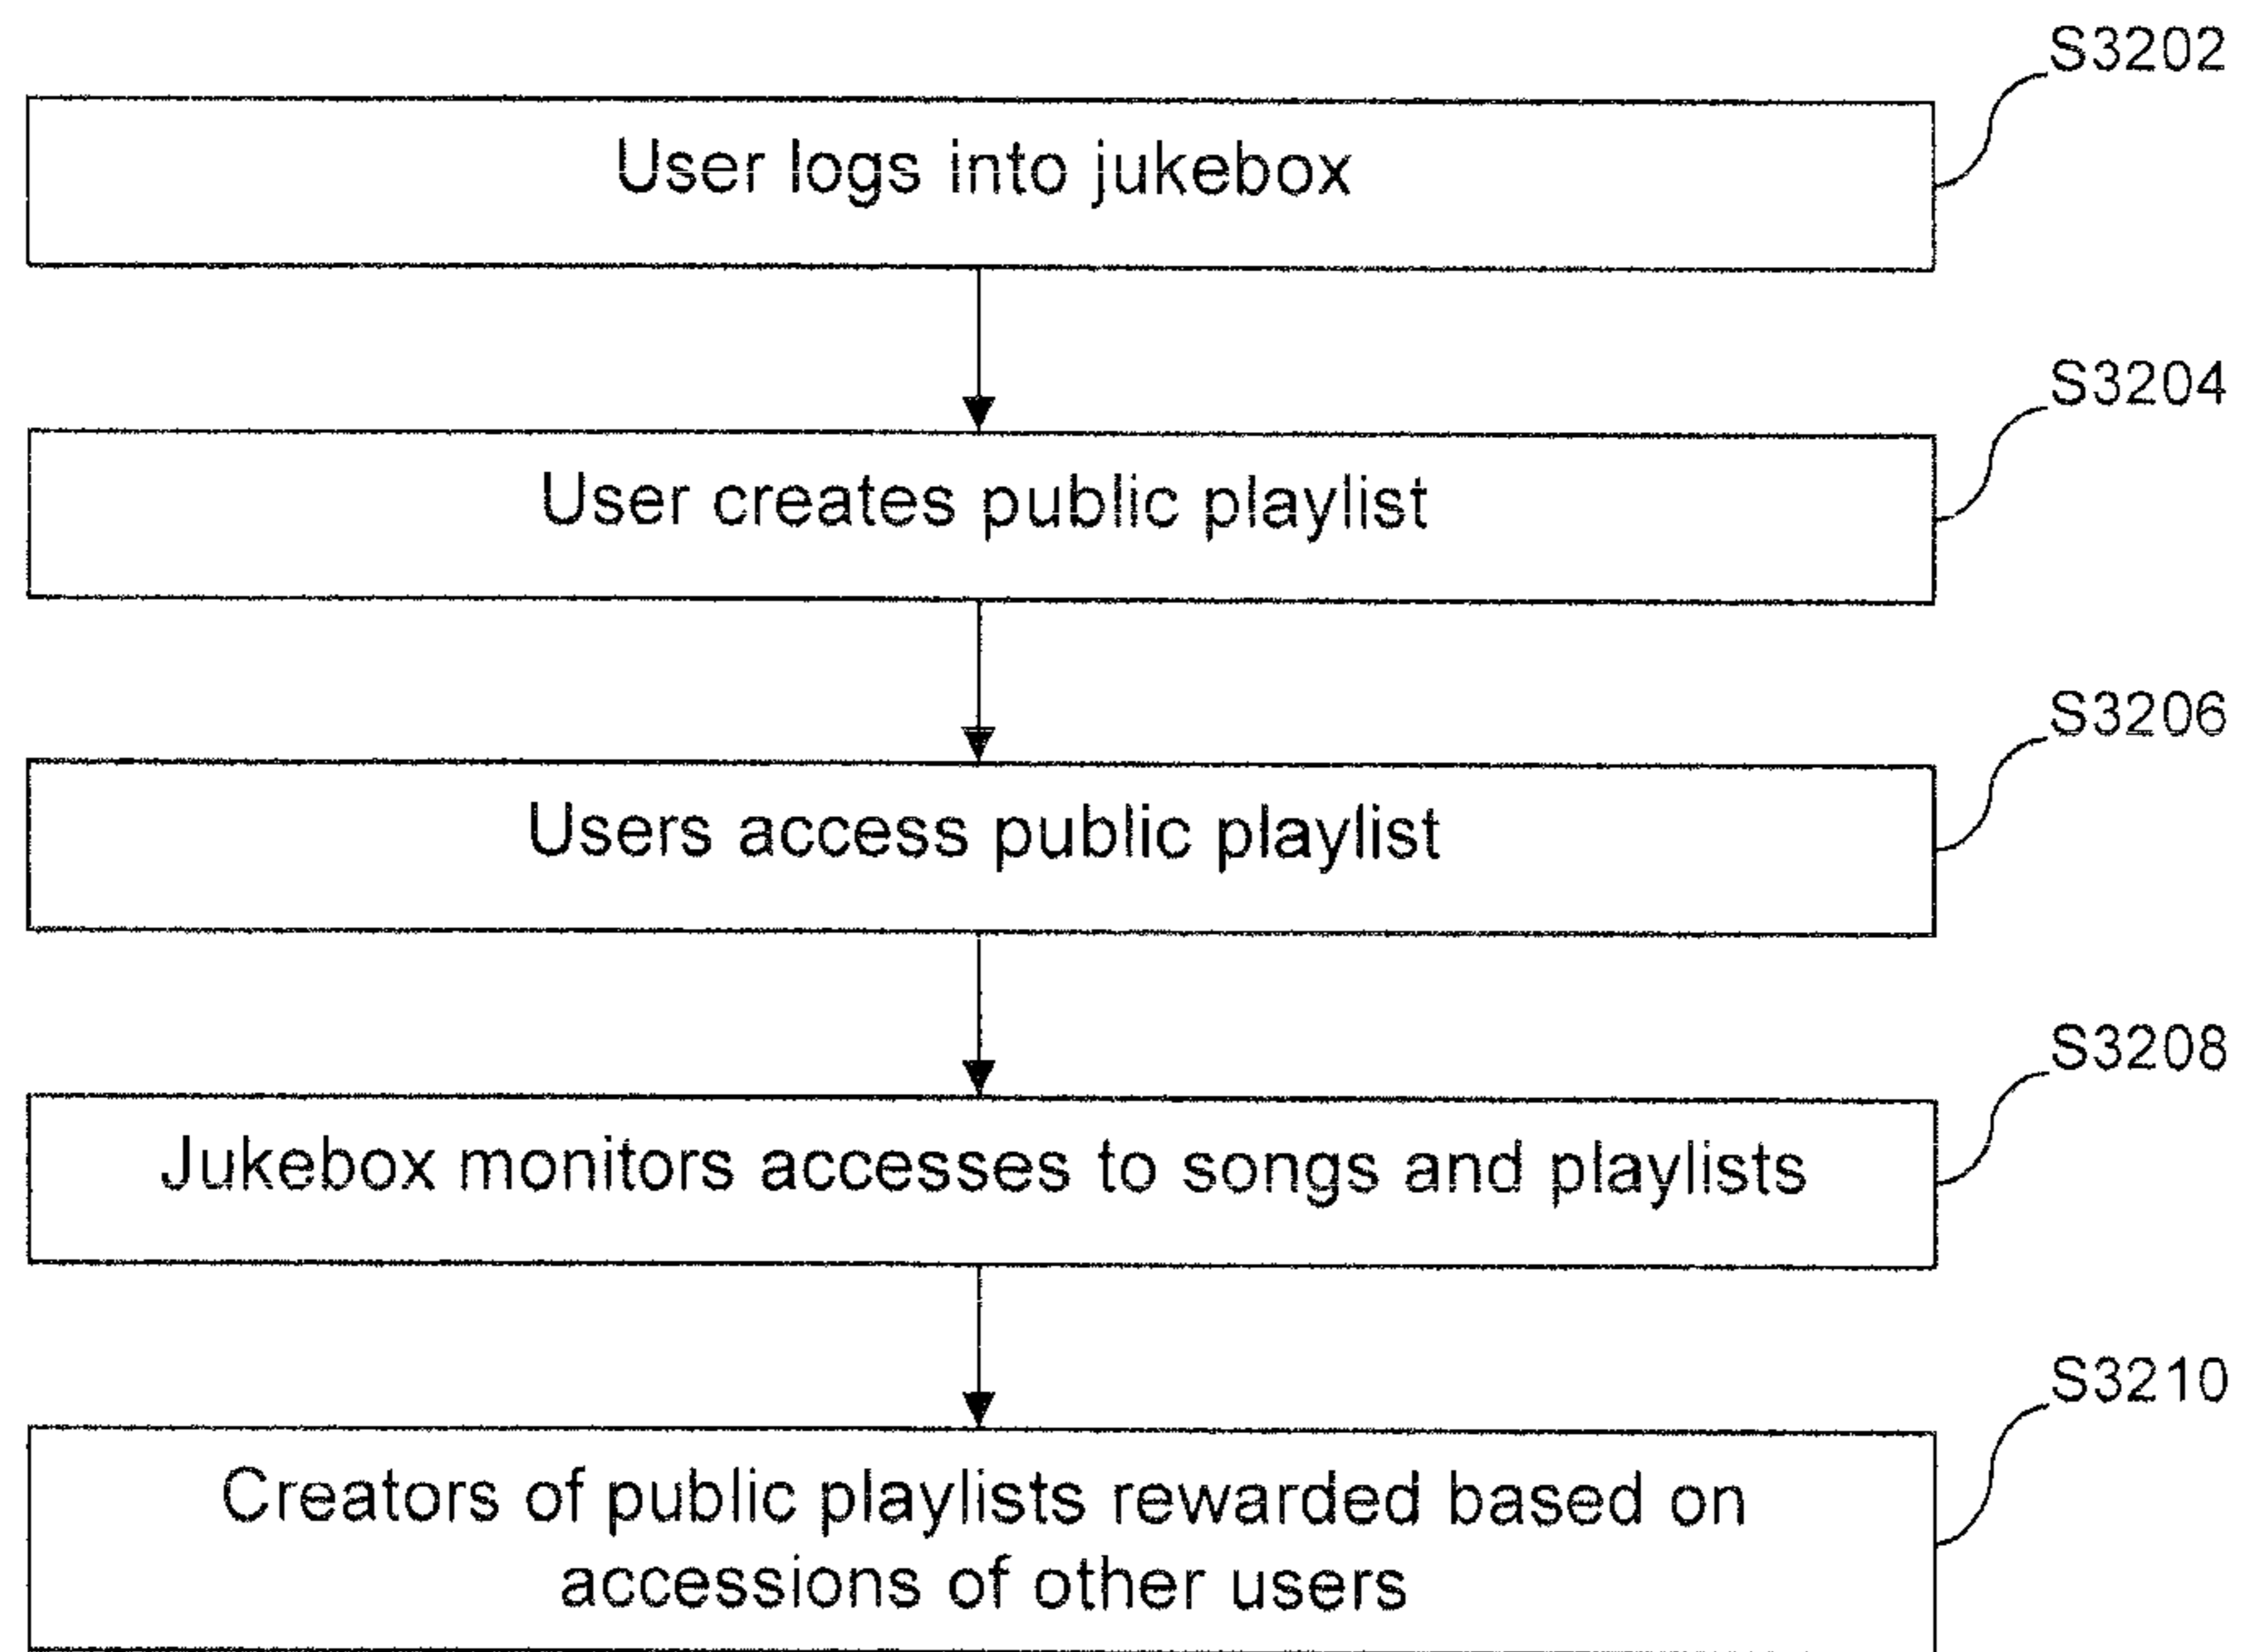 S3202
User logs into jukebox
S3204
User creates public playlist
S3206
Users access public playlist
S3208
Jukebox monitors accesses to songs and playlists
S3210
Creators of public playlists rewarded based on
accessions of other users